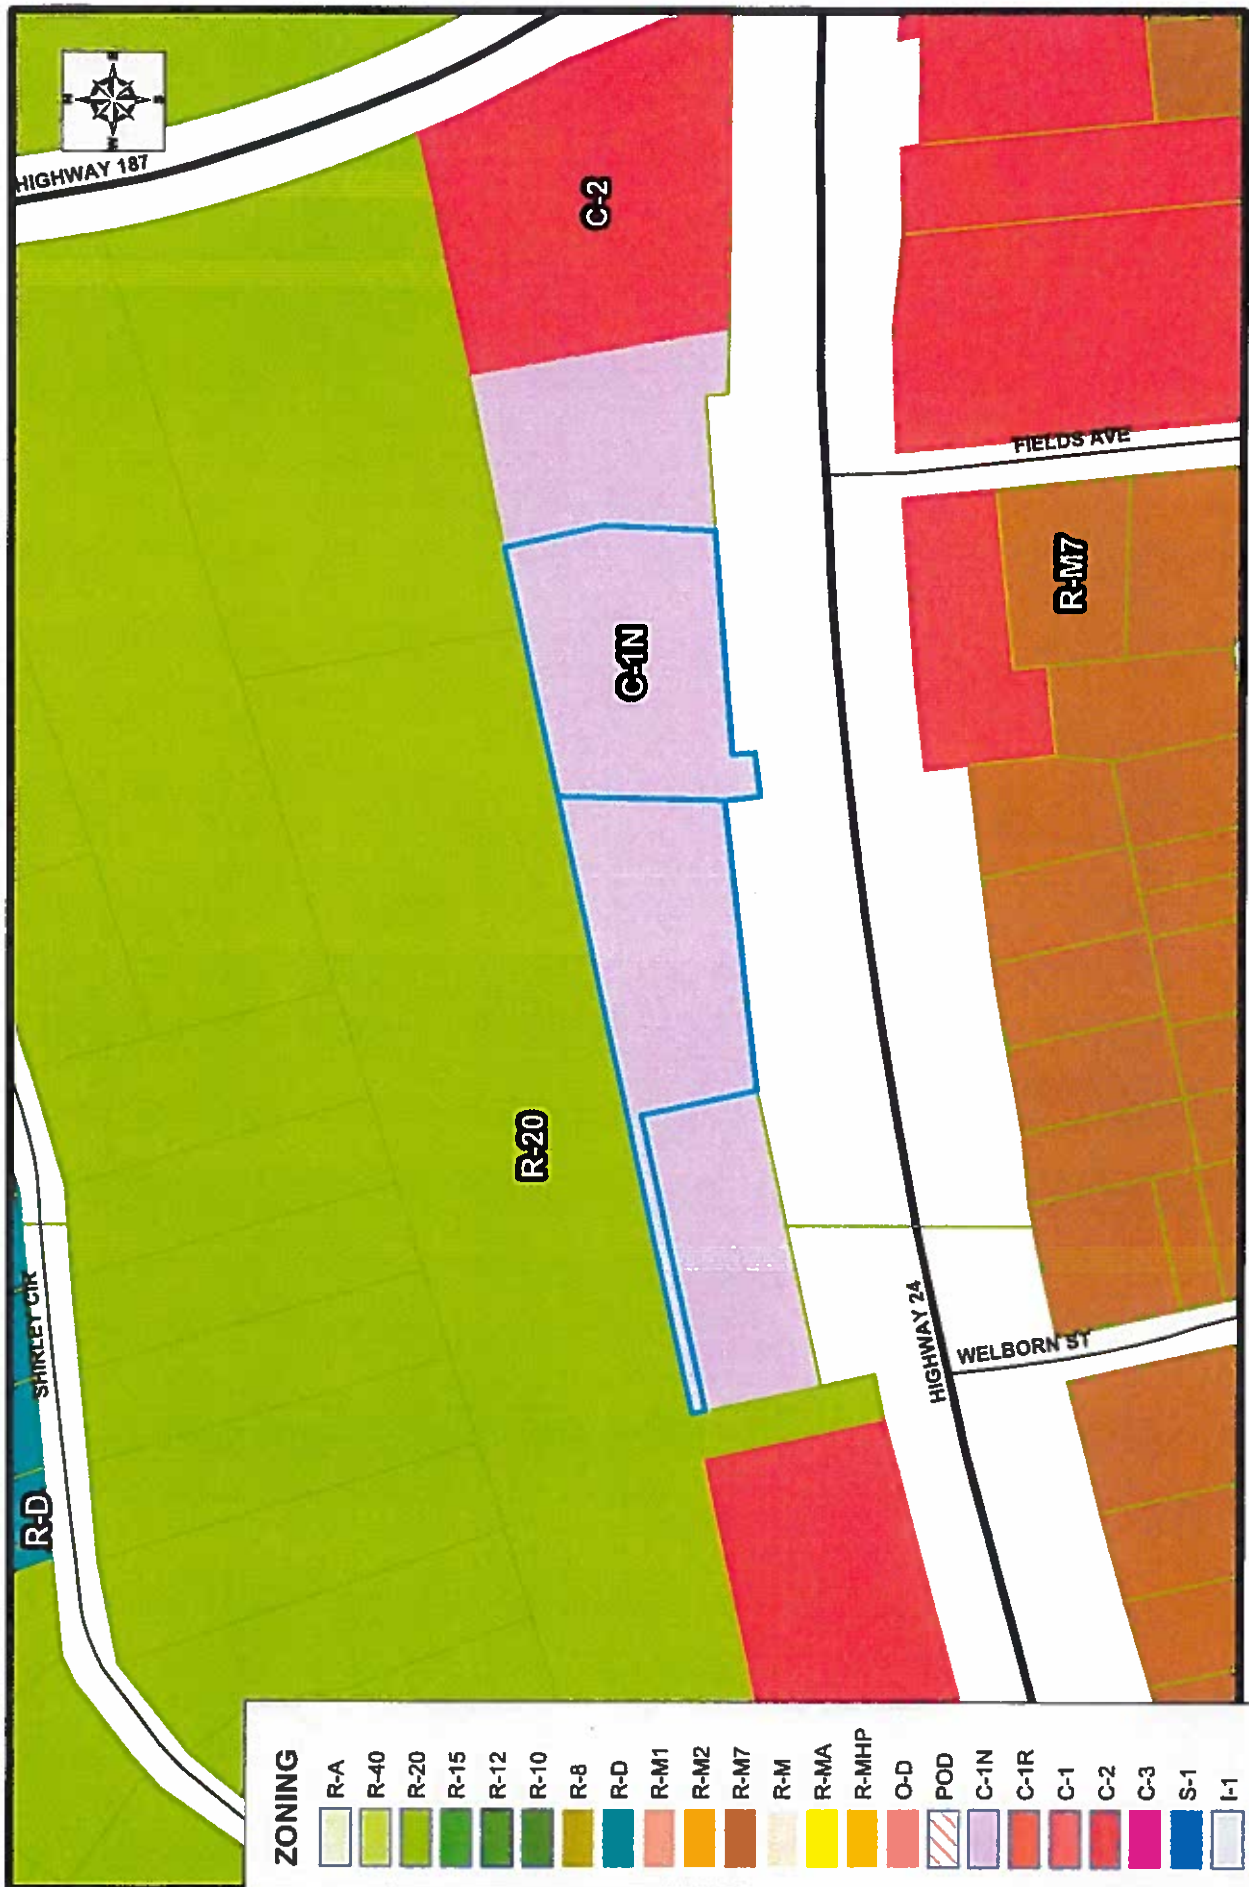 HIGHWAY 187
C-2
FIELDS AVE
R-M7
C-1N
R-20
R-D
SHIRLEY CIR
HIGHWAY 24
WELBORN ST
ZONING
R-A
R-40
R-20
R-15
R-12
R-10
R-8
R-D
R-M1
R-M2
R-M7
R-M
R-MA
R-MHP
O-D
POD
C-1N
C-1R
C-1
C-2
C-3
S-1
I-1